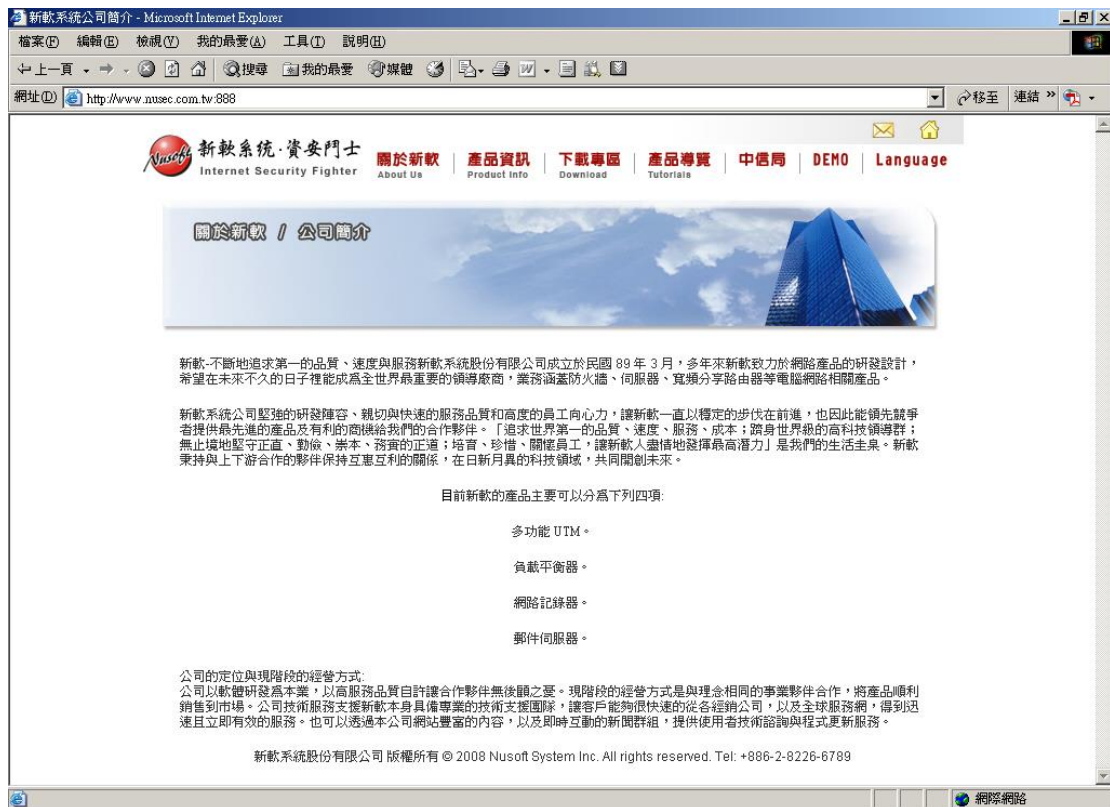 新軟系統公司簡介 - Microsoft Internet Explorer
檔案(F) 編輯(E) 檢視(V) 我的最愛(A) 工具(T) 說明(H)
上一頁 搜尋 我的最愛 媒體
網址(D) http://www.nusec.com.tw:888 移至 連結 »
Nusoft 新軟系統·資安鬥士
Internet Security Fighter
關於新軟 產品資訊 下載專區 產品導覽 中信局 DEMO Language
About Us Product Info Download Tutorials
關於新軟 / 公司簡介
新軟-不斷地追求第一的品質、速度與服務新軟系統股份有限公司成立於民國 89 年 3 月，多年來新軟致力於網路產品的研發設計，
希望在未來不久的日子裡能成為全世界最重要的領導廠商，業務涵蓋防火牆、伺服器、寬頻分享路由器等電腦網路相關產品。
新軟系統公司堅強的研發陣容、親切與快速的服務品質和高度的員工向心力，讓新軟一直以穩定的步伐在前進，也因此能領先競爭
者提供最先進的產品及有利的商機給我們的合作夥伴。「追求世界第一的品質、速度、服務、成本；躋身世界級的高科技領導群；
無止境地堅守正直、勤儉、崇本、務實的正道；培育、珍惜、關懷員工，讓新軟人盡情地發揮最高潛力」是我們的生活圭臬。新軟
秉持與上下游合作的夥伴保持互惠互利的關係，在日新月異的科技領域，共同開創未來。
目前新軟的產品主要可以分為下列四項:
多功能 UTM。
負載平衡器。
網路記錄器。
郵件伺服器。
公司的定位與現階段的經營方式:
公司以軟體研發為本業，以高服務品質自許讓合作夥伴無後顧之憂。現階段的經營方式是與理念相同的事業夥伴合作，將產品順利
銷售到市場。公司技術服務支援新軟本身具備專業的技術支援團隊，讓客戶能夠很快速的從各經銷公司，以及全球服務網，得到迅
速且立即有效的服務。也可以透過本公司網站豐富的內容，以及即時互動的新聞群組，提供使用者技術諮詢與程式更新服務。
新軟系統股份有限公司 版權所有 © 2008 Nusoft System Inc. All rights reserved. Tel: +886-2-8226-6789
網際網路